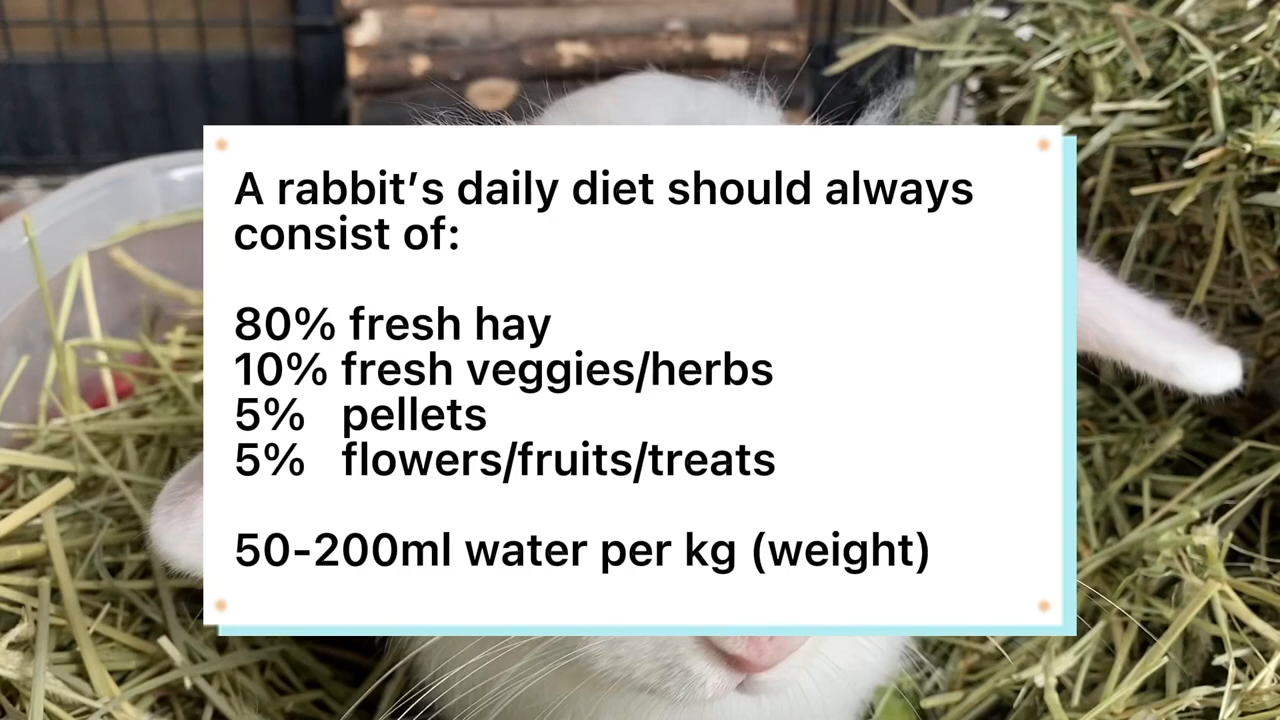 A rabbit’s daily diet should always
consist of:
80% fresh hay
10% fresh veggies/herbs
5% pellets
5% flowers/fruits/treats
50-200ml water per kg (weight)